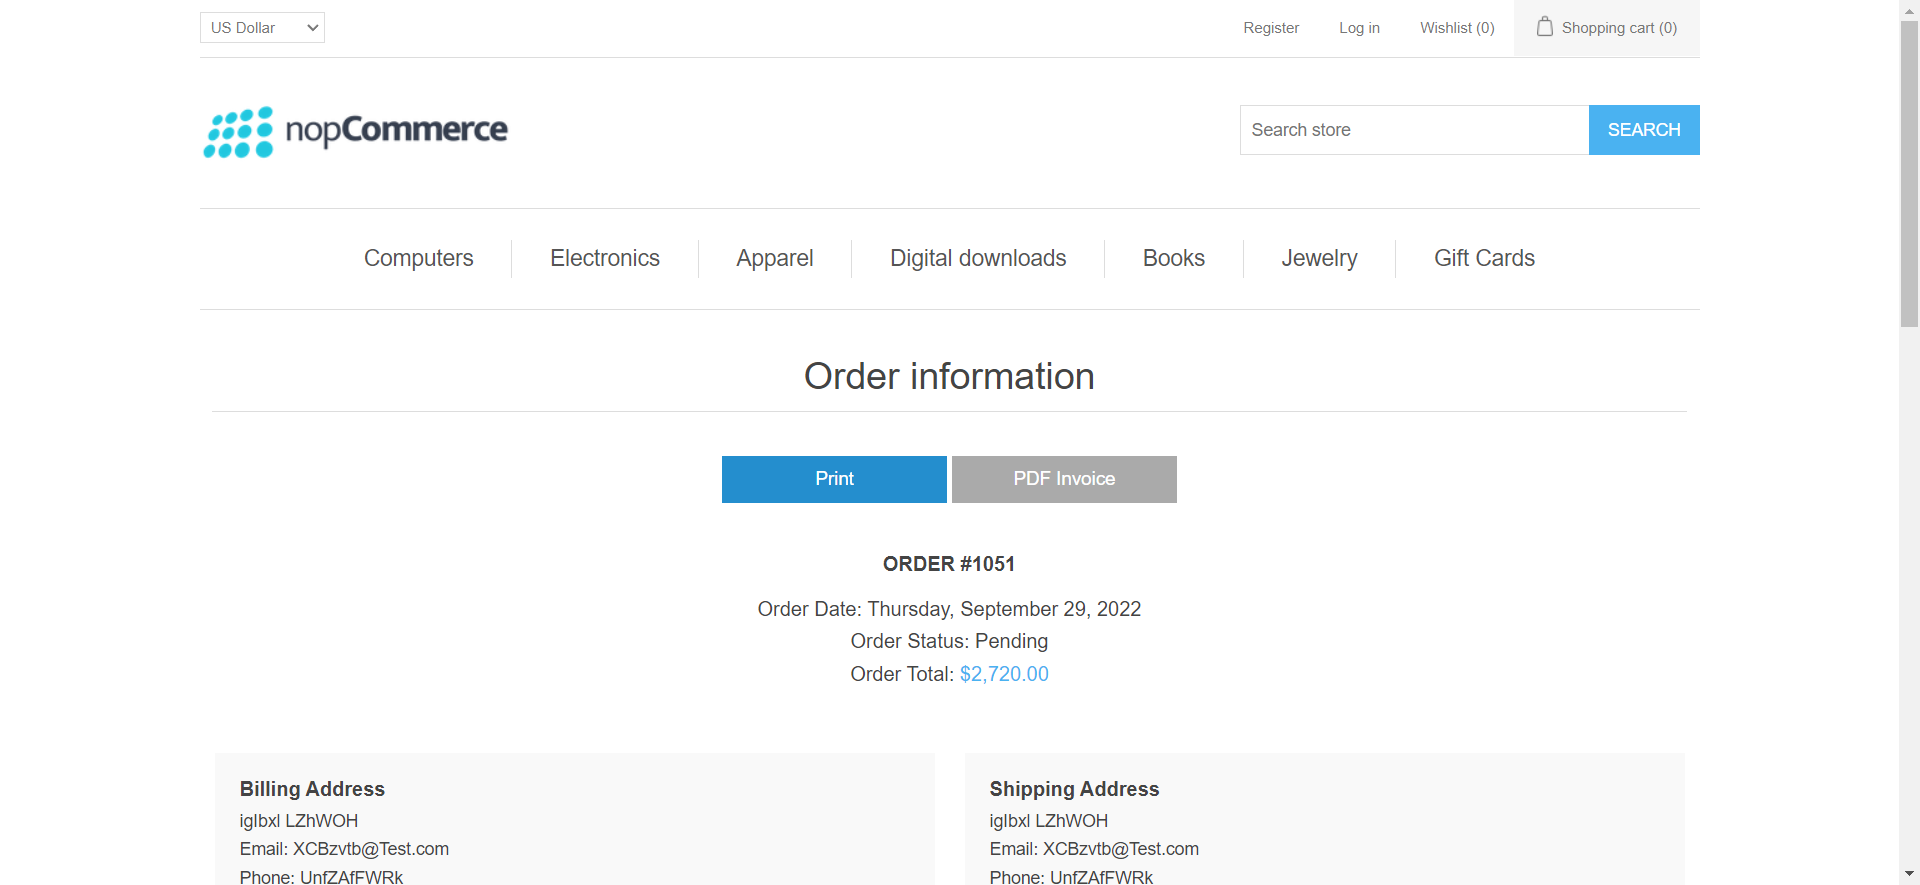 US Dollar
Register
Log in
Wishlist (0)
Shopping cart (0)
nopCommerce
Search store
SEARCH
Computers
Electronics
Apparel
Digital downloads
Books
Jewelry
Gift Cards
Order information
Print
PDF Invoice
ORDER #1051
Order Date: Thursday, September 29, 2022
Order Status: Pending
Order Total: $2,720.00
Billing Address
igIbxl LZhWOH
Email: XCBzvtb@Test.com
Phone: UnfZAfFWRk
Shipping Address
igIbxl LZhWOH
Email: XCBzvtb@Test.com
Phone: UnfZAfFWRk